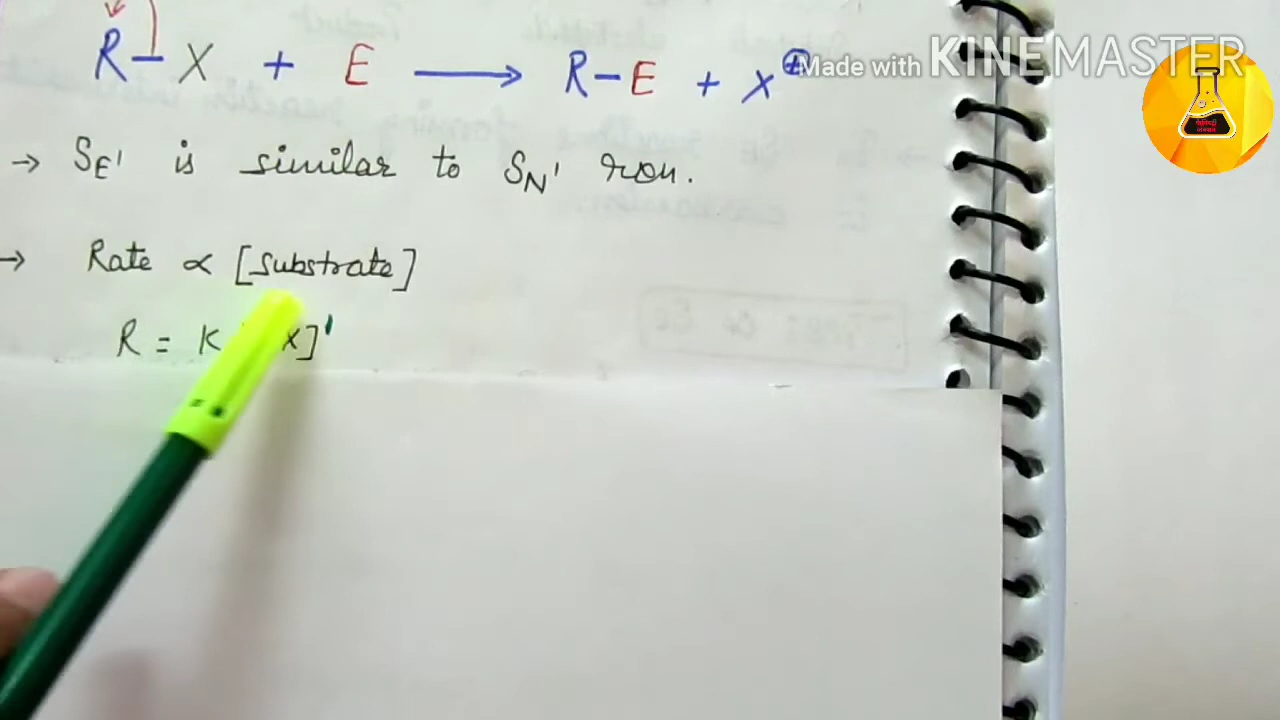 R-X + E ⟶ R-E + X⊕
→ SE' is similar to SN' rxn.
→ Rate ∝ [substrate]
R = K X]'
Made with KINEMASTER